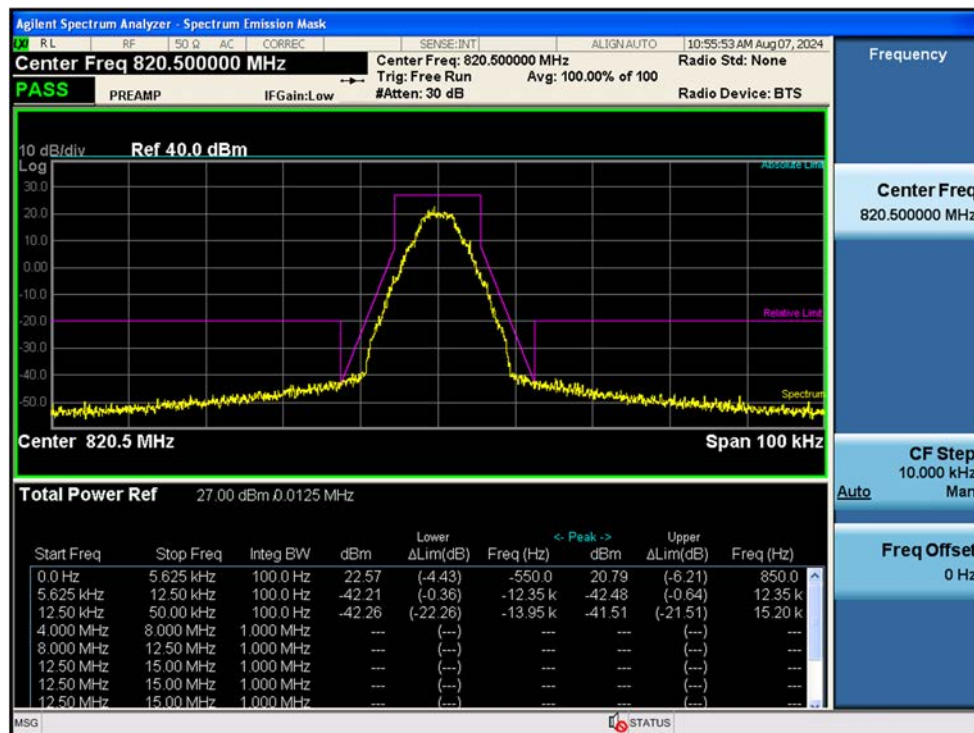 Agilent Spectrum Analyzer - Spectrum Emission Mask
LXI RL RF 50 Ω AC CORREC SENSE:INT ALIGNAUTO 10:55:53 AM Aug 07, 2024
Center Freq 820.500000 MHz Center Freq: 820.500000 MHz Radio Std: None
Trig: Free Run Avg: 100.00% of 100
PASS PREAMP IFGain:Low #Atten: 30 dB Radio Device: BTS
10 dB/div Ref 40.0 dBm
Log Absolute Limit
30.0
20.0
10.0
0.00
-10.0
-20.0 Relative Limit
-30.0
-40.0
-50.0 Spectrum
Center 820.5 MHz Span 100 kHz
Total Power Ref 27.00 dBm/0.0125 MHz
Lower <- Peak -> Upper
Start Freq Stop Freq Integ BW dBm ΔLim(dB) Freq (Hz) dBm ΔLim(dB) Freq (Hz)
0.0 Hz 5.625 kHz 100.0 Hz 22.57 (-4.43) -550.0 20.79 (-6.21) 850.0
5.625 kHz 12.50 kHz 100.0 Hz -42.21 (-0.36) -12.35 k -42.48 (-0.64) 12.35 k
12.50 kHz 50.00 kHz 100.0 Hz -42.26 (-22.26) -13.95 k -41.51 (-21.51) 15.20 k
4.000 MHz 8.000 MHz 1.000 MHz --- (---) --- --- (---) ---
8.000 MHz 12.50 MHz 1.000 MHz --- (---) --- --- (---) ---
12.50 MHz 15.00 MHz 1.000 MHz --- (---) --- --- (---) ---
12.50 MHz 15.00 MHz 1.000 MHz --- (---) --- --- (---) ---
12.50 MHz 15.00 MHz 1.000 MHz --- (---) --- --- (---) ---
MSG STATUS
Frequency
Center Freq
820.500000 MHz
CF Step
10.000 kHz
Auto Man
Freq Offset
0 Hz